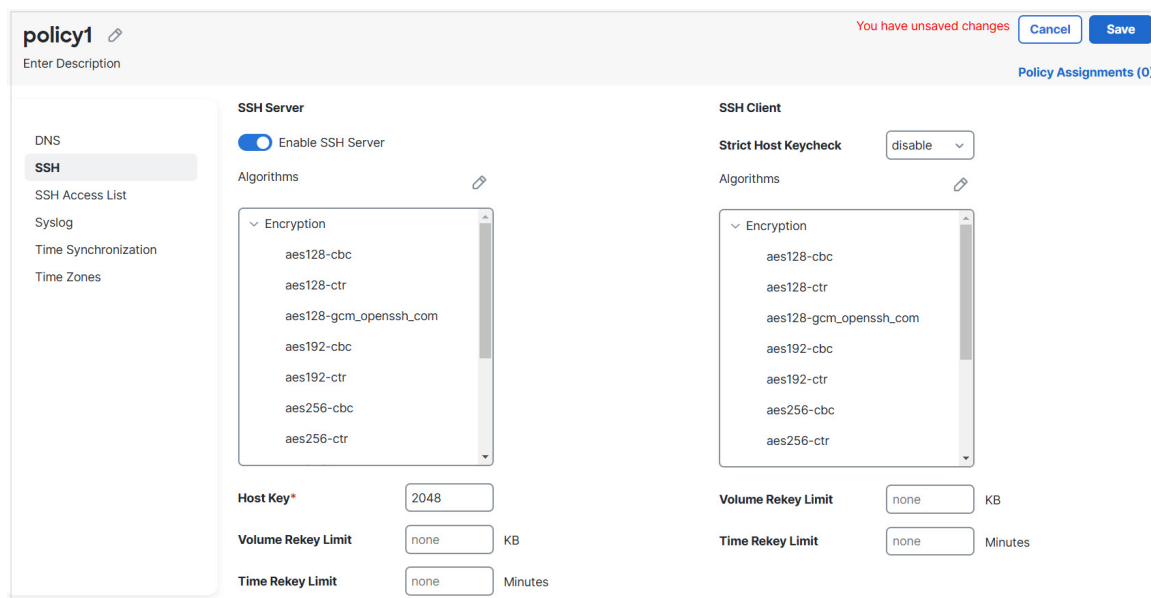 policy1
You have unsaved changes
Cancel
Save
Enter Description
Policy Assignments (0)
DNS
SSH
SSH Access List
Syslog
Time Synchronization
Time Zones
SSH Server
Enable SSH Server
Algorithms
Encryption
aes128-cbc
aes128-ctr
aes128-gcm_openssh_com
aes192-cbc
aes192-ctr
aes256-cbc
aes256-ctr
Host Key* 2048
Volume Rekey Limit none KB
Time Rekey Limit none Minutes
SSH Client
Strict Host Keycheck disable
Algorithms
Encryption
aes128-cbc
aes128-ctr
aes128-gcm_openssh_com
aes192-cbc
aes192-ctr
aes256-cbc
aes256-ctr
Volume Rekey Limit none KB
Time Rekey Limit none Minutes